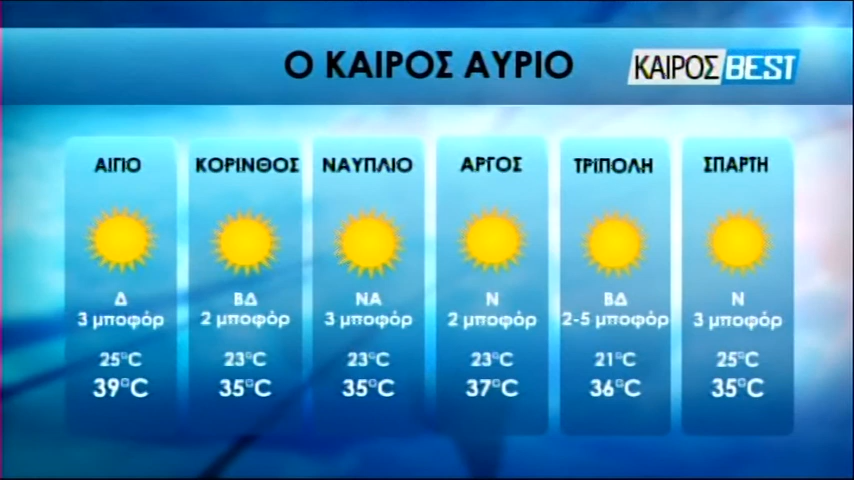 Ο ΚΑΙΡΟΣ ΑΥΡΙΟ
ΚΑΙΡΟΣ BEST
ΑΙΓΙΟ ΚΟΡΙΝΘΟΣ ΝΑΥΠΛΙΟ ΑΡΓΟΣ ΤΡΙΠΟΛΗ ΣΠΑΡΤΗ
Δ ΒΔ ΝΑ Ν ΒΔ Ν
3 μποφόρ 2 μποφόρ 3 μποφόρ 2 μποφόρ 2-5 μποφόρ 3 μποφόρ
25°C 23°C 23°C 23°C 21°C 25°C
39°C 35°C 35°C 37°C 36°C 35°C